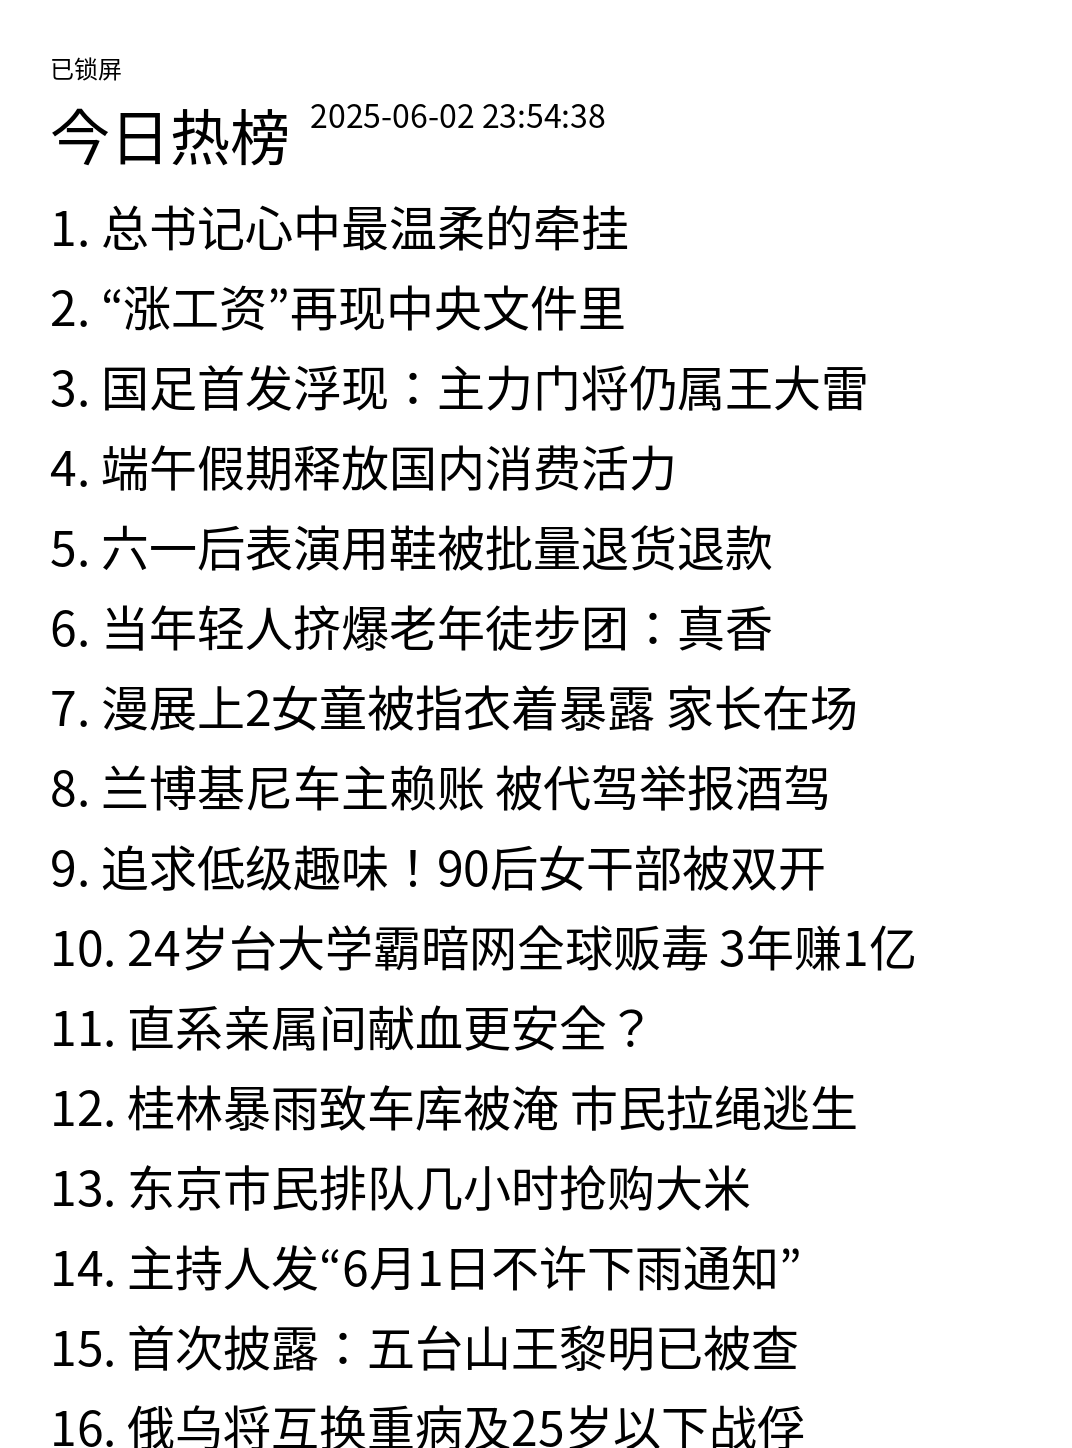 已锁屏
今日热榜 2025-06-02 23:54:38
1. 总书记心中最温柔的牵挂
2. “涨工资”再现中央文件里
3. 国足首发浮现：主力门将仍属王大雷
4. 端午假期释放国内消费活力
5. 六一后表演用鞋被批量退货退款
6. 当年轻人挤爆老年徒步团：真香
7. 漫展上2女童被指衣着暴露 家长在场
8. 兰博基尼车主赖账 被代驾举报酒驾
9. 追求低级趣味！90后女干部被双开
10. 24岁台大学霸暗网全球贩毒 3年赚1亿
11. 直系亲属间献血更安全？
12. 桂林暴雨致车库被淹 市民拉绳逃生
13. 东京市民排队几小时抢购大米
14. 主持人发“6月1日不许下雨通知”
15. 首次披露：五台山王黎明已被查
16. 俄乌将互换重病及25岁以下战俘